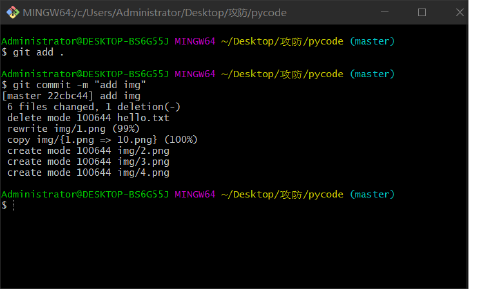 MINGW64:/c/Users/Administrator/Desktop/攻防/pycode
Administrator@DESKTOP-BS6G55J MINGW64 ~/Desktop/攻防/pycode (master)
$ git add .
Administrator@DESKTOP-BS6G55J MINGW64 ~/Desktop/攻防/pycode (master)
$ git commit -m "add img"
[master 22cbc44] add img
6 files changed, 1 deletion(-)
delete mode 100644 hello.txt
rewrite img/1.png (99%)
copy img/{1.png => 10.png} (100%)
create mode 100644 img/2.png
create mode 100644 img/3.png
create mode 100644 img/4.png
Administrator@DESKTOP-BS6G55J MINGW64 ~/Desktop/攻防/pycode (master)
$